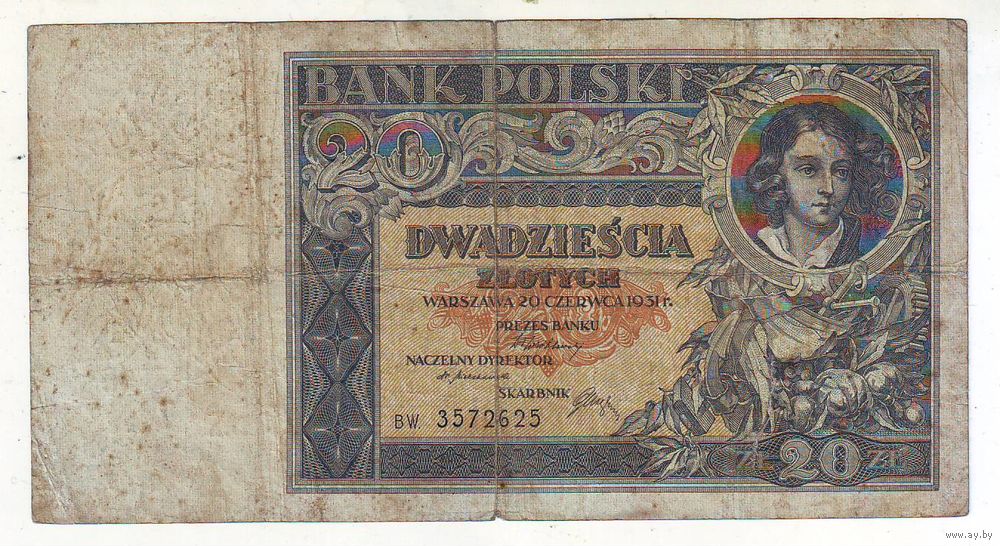 BANK POLSKI
20
DWADZIEŚCIA
ZŁOTYCH
WARSZAWA 20 CZERWCA 1931 r.
PREZES BANKU
NACZELNY DYREKTOR
SKARBNIK
BW. 3572625
ZŁ 20 ZŁ
www.ay.by